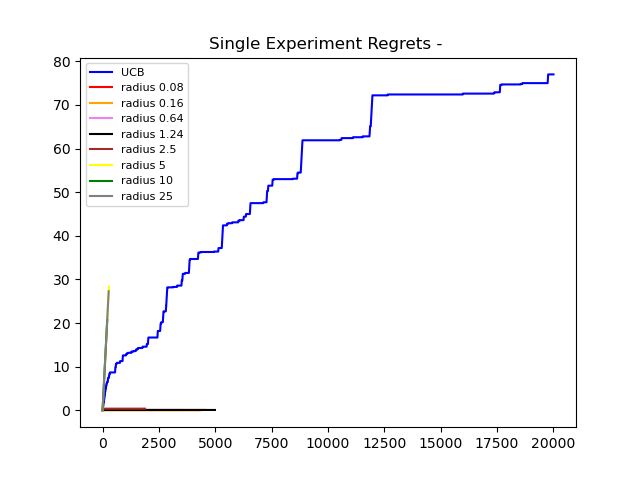 Single Experiment Regrets -
80
70
60
50
40
30
20
10
0
UCB
radius 0.08
radius 0.16
radius 0.64
radius 1.24
radius 2.5
radius 5
radius 10
radius 25
0 2500 5000 7500 10000 12500 15000 17500 20000